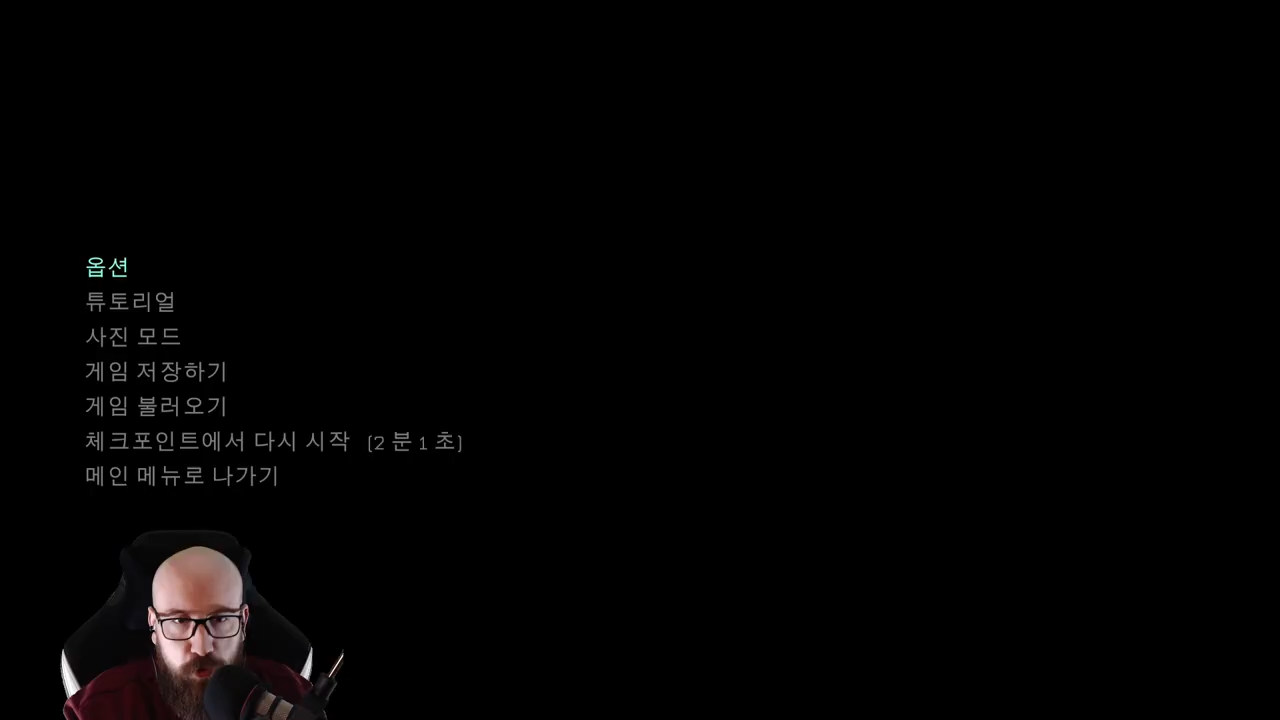 옵션
튜토리얼
사진 모드
게임 저장하기
게임 불러오기
체크포인트에서 다시 시작 (2 분 1 초)
메인 메뉴로 나가기